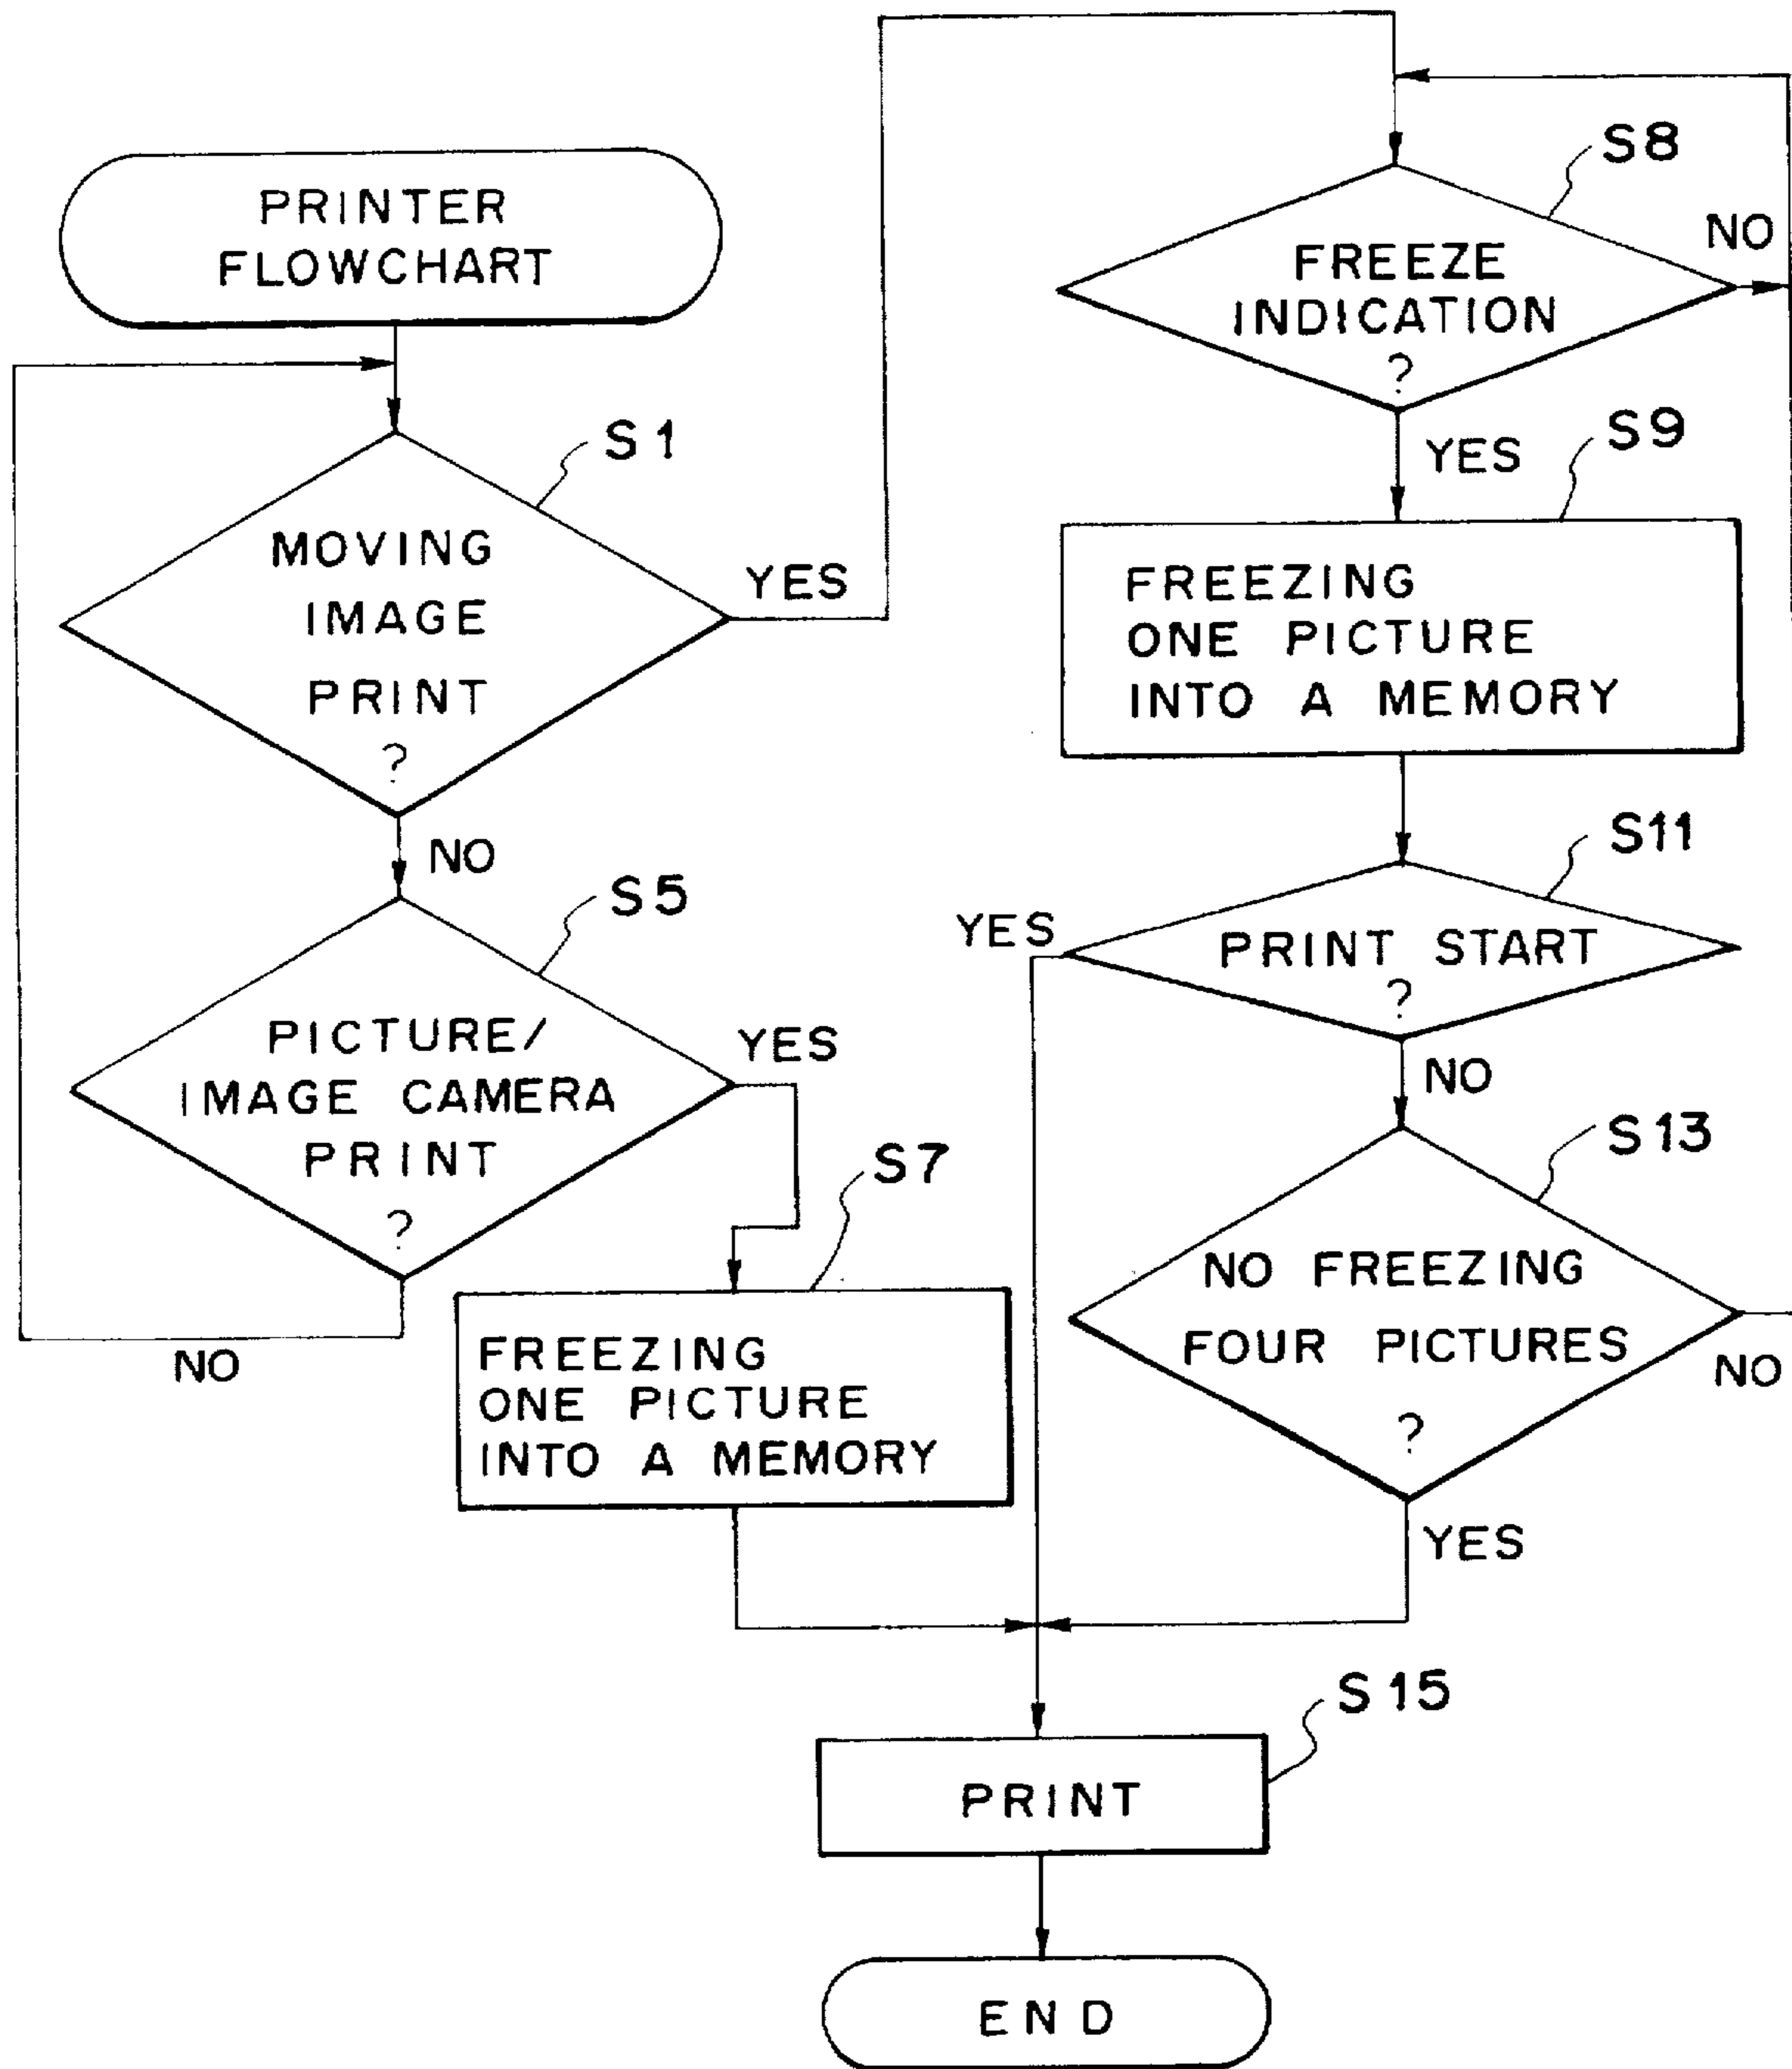 PRINTER
FLOWCHART
S1
MOVING
IMAGE
PRINT
?
YES
NO
S5
PICTURE/
IMAGE CAMERA
PRINT
?
YES
NO
S7
FREEZING
ONE PICTURE
INTO A MEMORY
S8
FREEZE
INDICATION
?
NO
YES
S9
FREEZING
ONE PICTURE
INTO A MEMORY
S11
PRINT START
?
YES
NO
S13
NO FREEZING
FOUR PICTURES
?
NO
YES
S15
PRINT
END